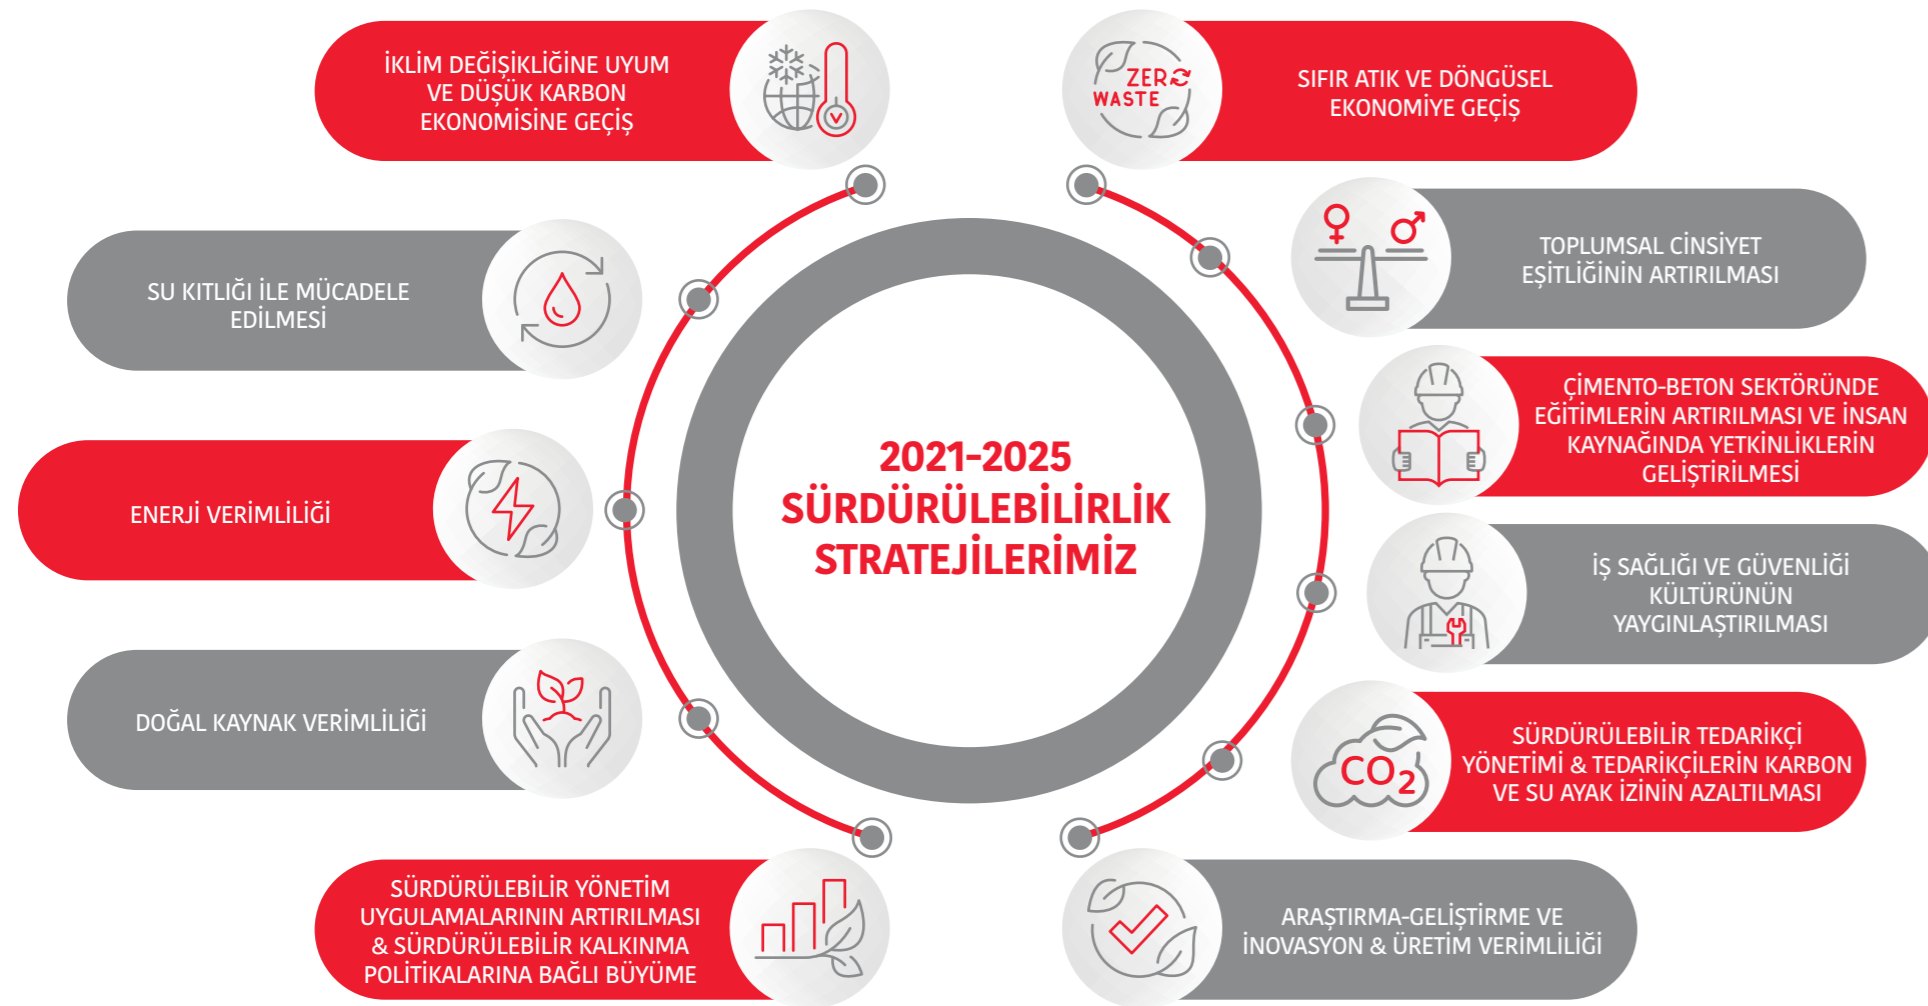 İKLİM DEĞİŞİKLİĞİNE UYUM
VE DÜŞÜK KARBON
EKONOMİSİNE GEÇİŞ
SU KITLIĞI İLE MÜCADELE
EDİLMESİ
ENERJİ VERİMLİLİĞİ
DOĞAL KAYNAK VERİMLİLİĞİ
SÜRDÜRÜLEBİLİR YÖNETİM
UYGULAMALARININ ARTIRILMASI
& SÜRDÜRÜLEBİLİR KALKINMA
POLİTİKALARINA BAĞLI BÜYÜME
2021-2025
SÜRDÜRÜLEBİLİRLİK
STRATEJİLERİMİZ
ZERO
WASTE
SIFIR ATIK VE DÖNGÜSEL
EKONOMİYE GEÇİŞ
TOPLUMSAL CİNSİYET
EŞİTLİĞİNİN ARTIRILMASI
ÇİMENTO-BETON SEKTÖRÜNDE
EĞİTİMLERİN ARTIRILMASI VE İNSAN
KAYNAĞINDA YETKİNLİKLERİN
GELİŞTİRİLMESİ
İŞ SAĞLIĞI VE GÜVENLİĞİ
KÜLTÜRÜNÜN
YAYGINLAŞTIRILMASI
CO₂
SÜRDÜRÜLEBİLİR TEDARİKÇİ
YÖNETİMİ & TEDARİKÇİLERİN KARBON
VE SU AYAK İZİNİN AZALTILMASI
ARAŞTIRMA-GELİŞTİRME VE
İNOVASYON & ÜRETİM VERİMLİLİĞİ